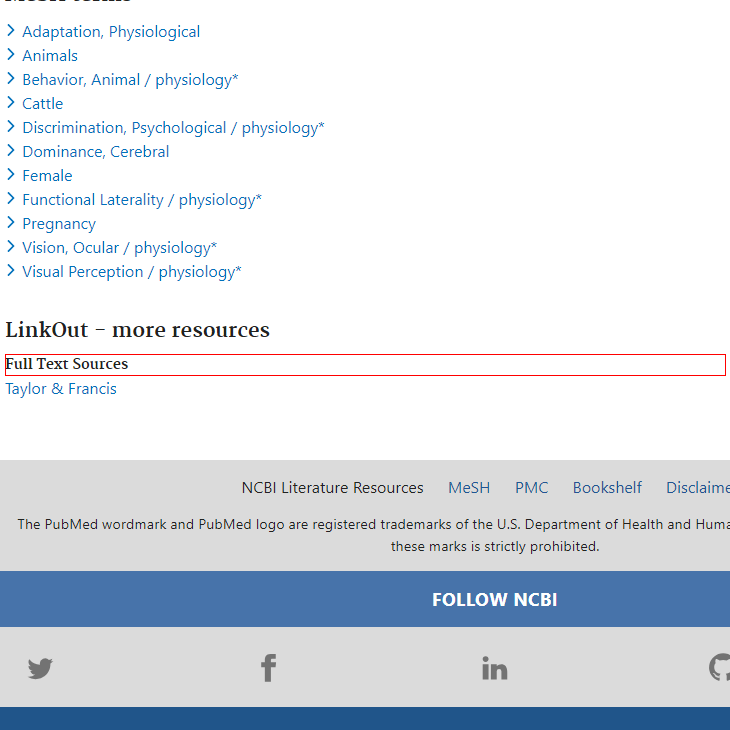 Adaptation, Physiological
Animals
Behavior, Animal / physiology*
Cattle
Discrimination, Psychological / physiology*
Dominance, Cerebral
Female
Functional Laterality / physiology*
Pregnancy
Vision, Ocular / physiology*
Visual Perception / physiology*
LinkOut - more resources
Full Text Sources
Taylor & Francis
NCBI Literature Resources MeSH PMC Bookshelf Disclaime
The PubMed wordmark and PubMed logo are registered trademarks of the U.S. Department of Health and Huma
these marks is strictly prohibited.
FOLLOW NCBI